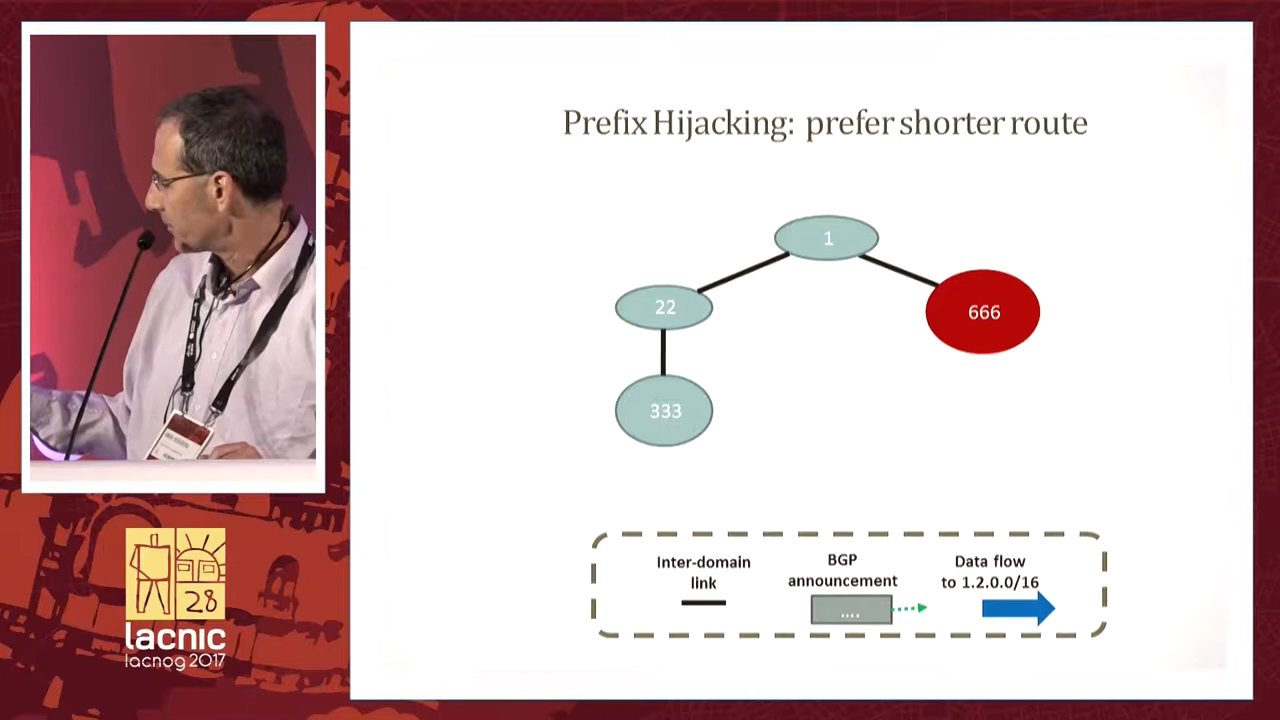 Prefix Hijacking: prefer shorter route
1
22
666
333
Inter-domain
link
BGP
announcement
....
Data flow
to 1.2.0.0/16
28
lacnic
lacnog 2017